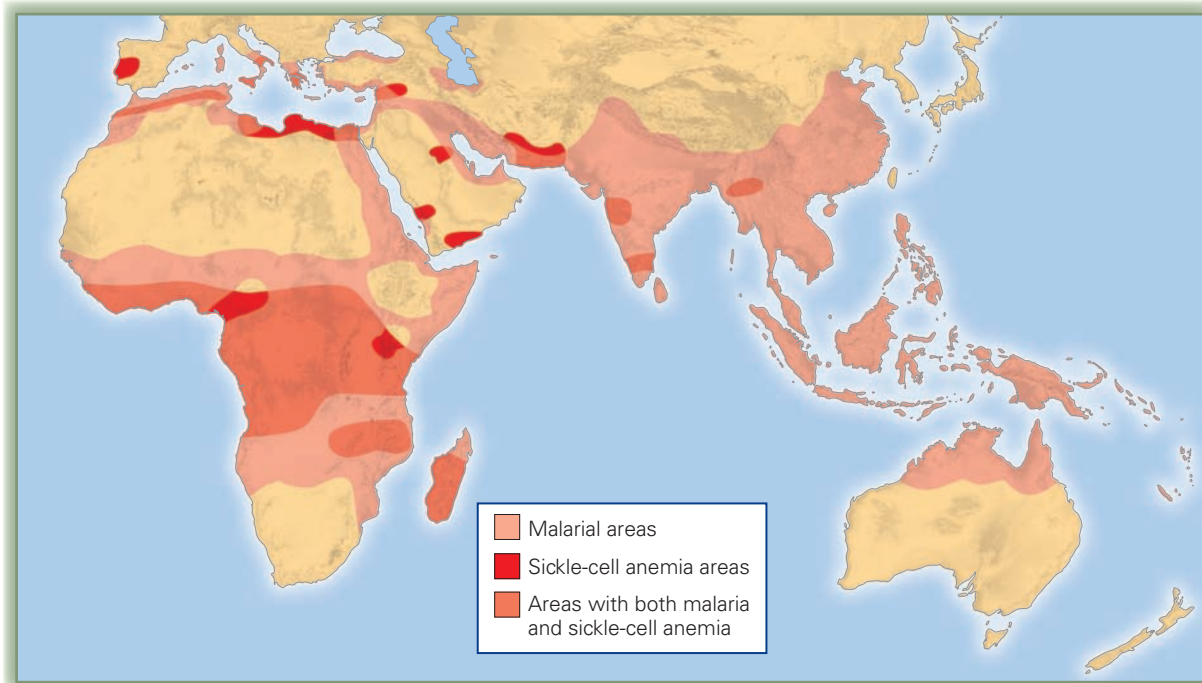 Malarial areas
Sickle-cell anemia areas
Areas with both malaria
and sickle-cell anemia